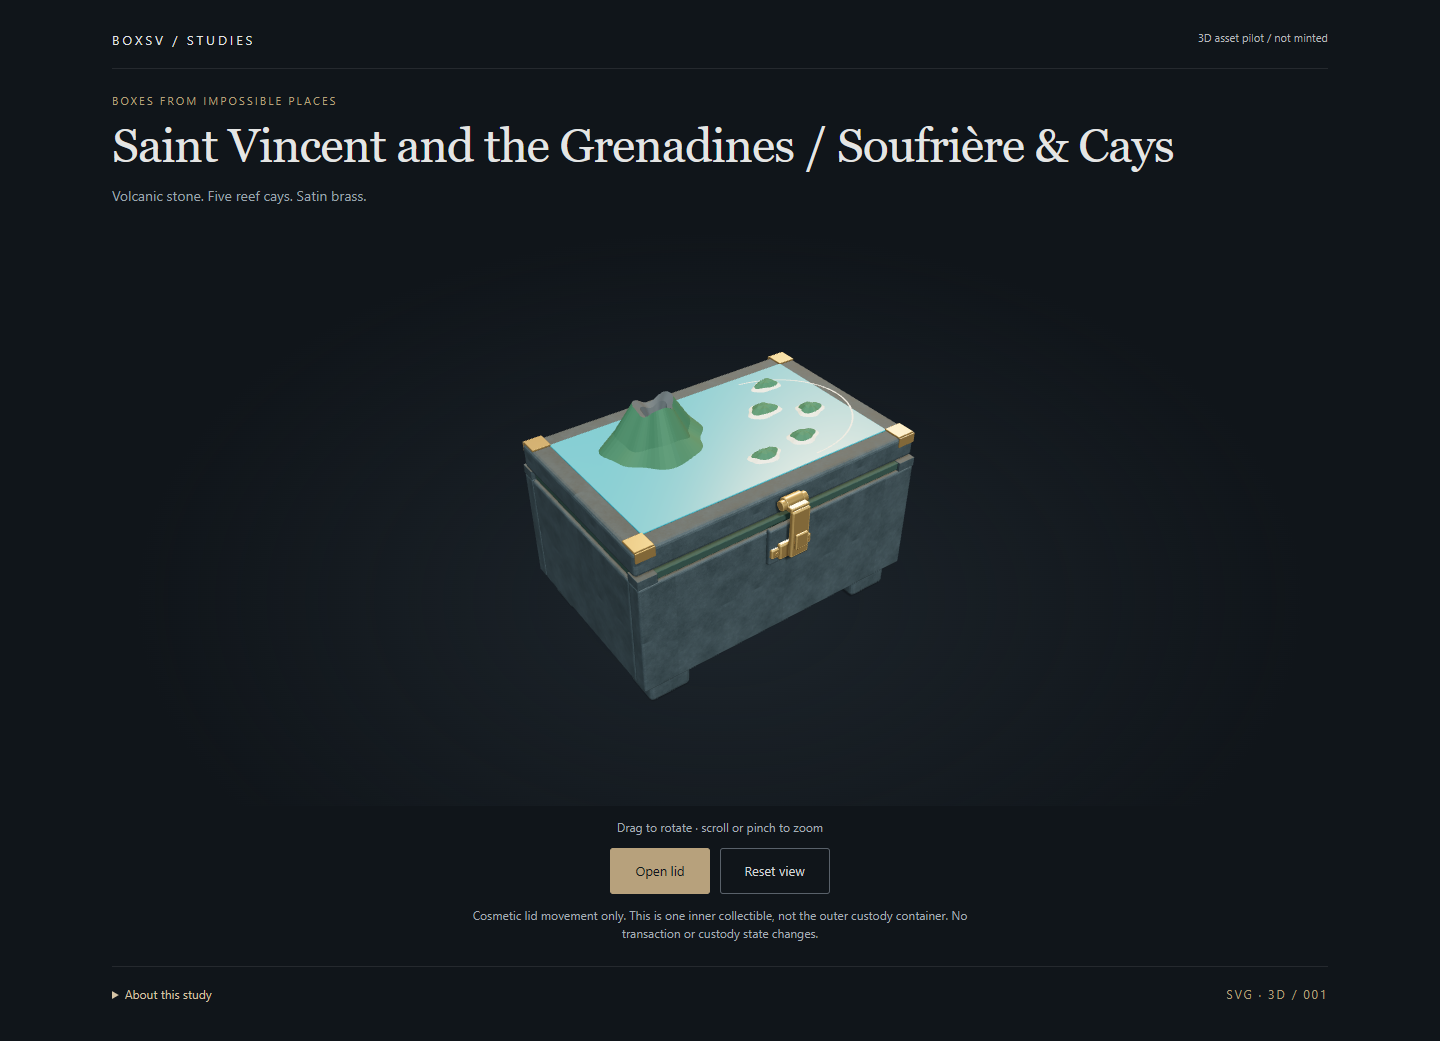 BOXSV / STUDIES
3D asset pilot / not minted
BOXES FROM IMPOSSIBLE PLACES
Saint Vincent and the Grenadines / Soufrière & Cays
Volcanic stone. Five reef cays. Satin brass.
Drag to rotate · scroll or pinch to zoom
Open lid
Reset view
Cosmetic lid movement only. This is one inner collectible, not the outer custody container. No
transaction or custody state changes.
About this study
SVG · 3D / 001